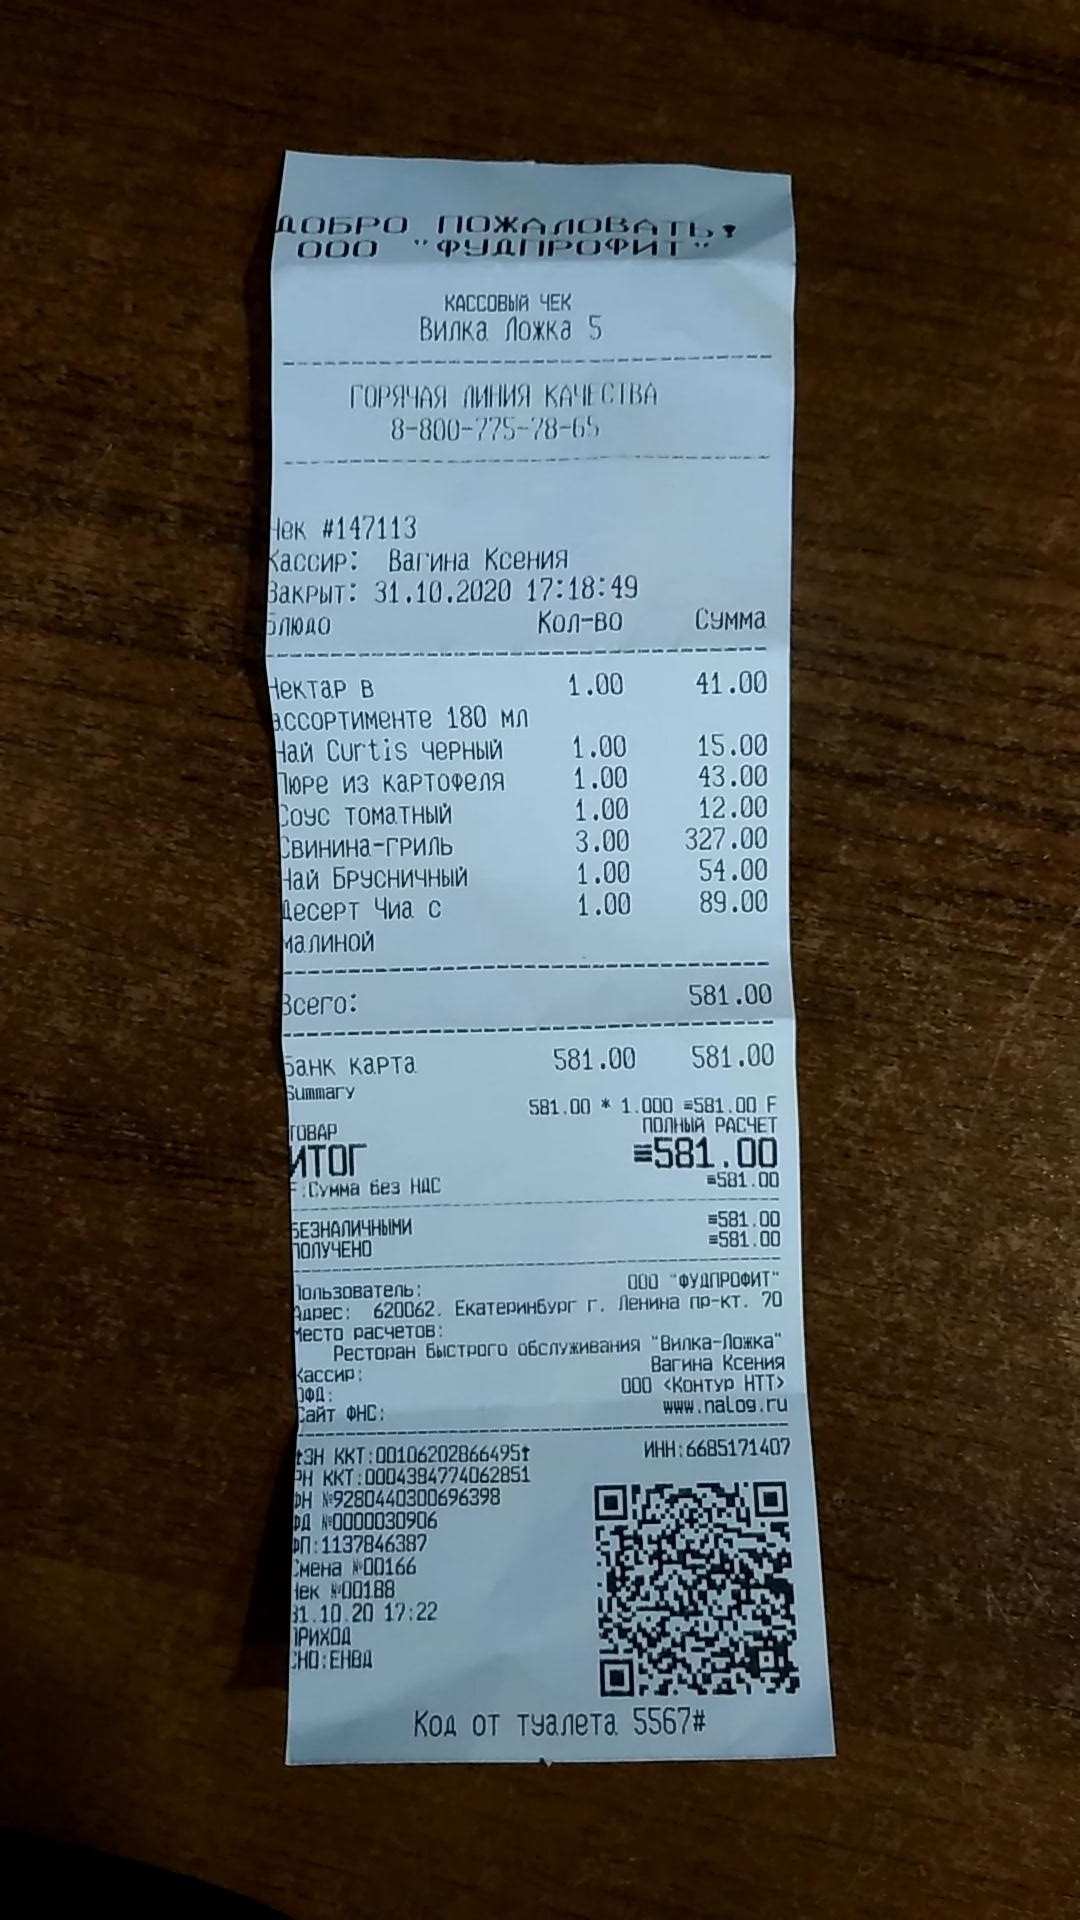 ДОБРО ПОЖАЛОВАТЬ!
ООО "ФУДПРОФИТ"
КАССОВЫЙ ЧЕК
Вилка Ложка 5
ГОРЯЧАЯ ЛИНИЯ КАЧЕСТВА
8-800-775-78-65
Чек #147113
Кассир: Вагина Ксения
Закрыт: 31.10.2020 17:18:49
Блюдо Кол-во Сумма
Нектар в 1.00 41.00
ассортименте 180 мл
Чай Curtis черный 1.00 15.00
Пюре из картофеля 1.00 43.00
Соус томатный 1.00 12.00
Свинина-гриль 3.00 327.00
Чай Брусничный 1.00 54.00
Десерт Чиа с 1.00 89.00
малиной
Всего: 581.00
Банк карта 581.00 581.00
Summary
581.00 * 1.000 ≡581.00 F
ТОВАР ПОЛНЫЙ РАСЧЕТ
ИТОГ ≡581.00
F:Сумма без НДС ≡581.00
БЕЗНАЛИЧНЫМИ ≡581.00
ПОЛУЧЕНО ≡581.00
Пользователь: ООО "ФУДПРОФИТ"
Адрес: 620062. Екатеринбург г. Ленина пр-кт. 70
Место расчетов:
Ресторан быстрого обслуживания "Вилка-Ложка"
Кассир: Вагина Ксения
ОФД: ООО <Контур НТТ>
Сайт ФНС: www.nalog.ru
ЗН ККТ:00106202866495 ИНН:6685171407
РН ККТ:0004384774062851
ФН №9280440300696398
ФД №0000030906
ФП:1137846387
Смена №00166
Чек №00188
31.10.20 17:22
ПРИХОД
СНО:ЕНВД
Код от туалета 5567#